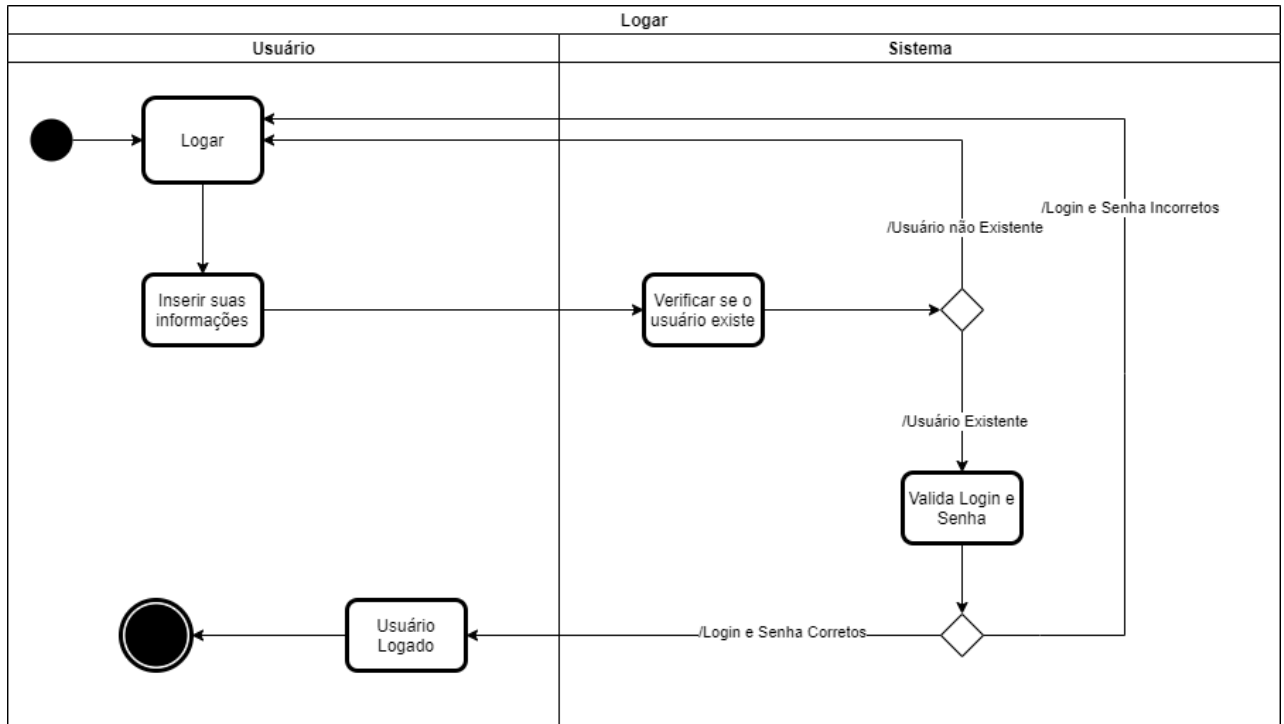 Logar
Usuário
Sistema
Logar
/Login e Senha Incorretos
/Usuário não Existente
Inserir suas
informações
Verificar se o
usuário existe
/Usuário Existente
Valida Login e
Senha
Usuário
Logado
/Login e Senha Corretos